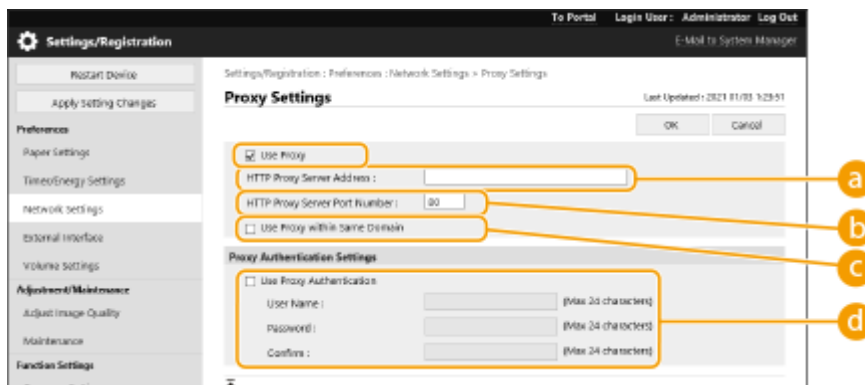 To Portal Login User: Administrator Log Out
Settings/Registration
E-Mail to System Manager
Restart Device
Apply Setting Changes
Preferences
Paper Settings
Timer/Energy Settings
Network Settings
External Interface
Volume Settings
Adjustment/Maintenance
Adjust Image Quality
Maintenance
Function Settings
Settings/Registration : Preferences : Network Settings > Proxy Settings
Proxy Settings
Last Updated : 2021 01/03 1:23:51
OK Cancel
Use Proxy
HTTP Proxy Server Address :
HTTP Proxy Server Port Number : 80
Use Proxy within Same Domain
Proxy Authentication Settings
Use Proxy Authentication
User Name : (Max 24 characters)
Password : (Max 24 characters)
Confirm : (Max 24 characters)
a
b
c
d